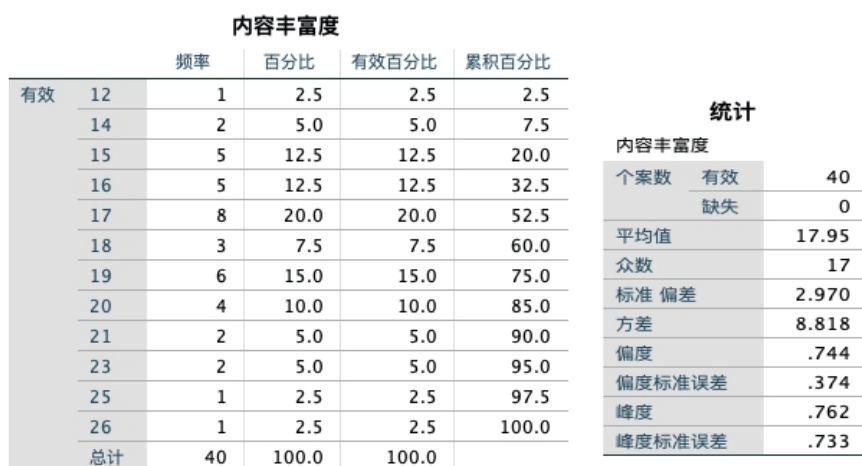 内容丰富度
频率 百分比 有效百分比 累积百分比
有效 12 1 2.5 2.5 2.5
14 2 5.0 5.0 7.5
15 5 12.5 12.5 20.0
16 5 12.5 12.5 32.5
17 8 20.0 20.0 52.5
18 3 7.5 7.5 60.0
19 6 15.0 15.0 75.0
20 4 10.0 10.0 85.0
21 2 5.0 5.0 90.0
23 2 5.0 5.0 95.0
25 1 2.5 2.5 97.5
26 1 2.5 2.5 100.0
总计 40 100.0 100.0
统计
内容丰富度
个案数 有效 40
缺失 0
平均值 17.95
众数 17
标准 偏差 2.970
方差 8.818
偏度 .744
偏度标准误差 .374
峰度 .762
峰度标准误差 .733